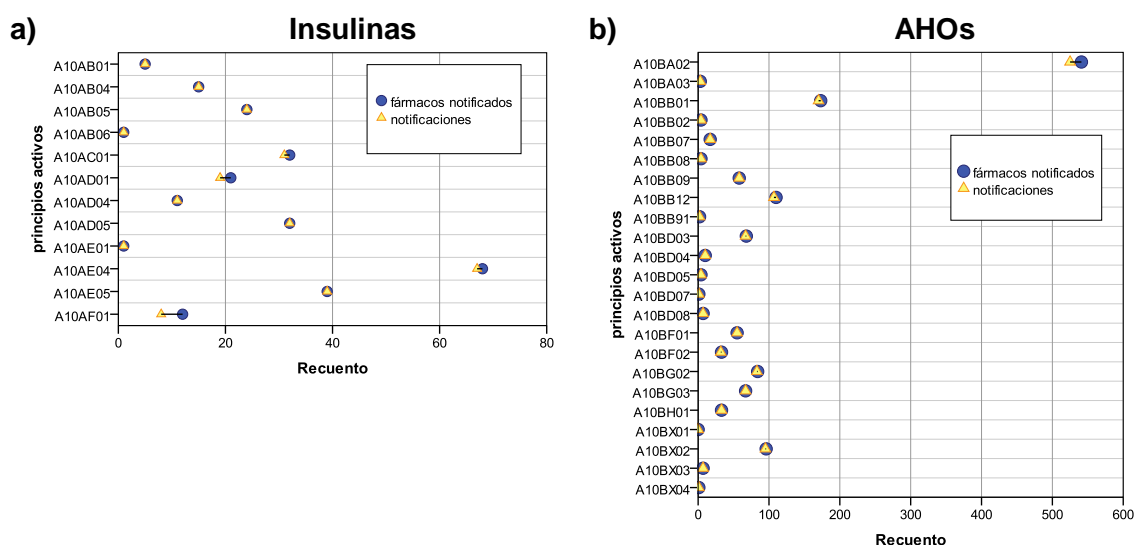 a)
Insulinas
principios activos
A10AB01
A10AB04
A10AB05
A10AB06
A10AC01
A10AD01
A10AD04
A10AD05
A10AE01
A10AE04
A10AE05
A10AF01
fármacos notificados
notificaciones
0 20 40 60 80
Recuento
b)
AHOs
principios activos
A10BA02
A10BA03
A10BB01
A10BB02
A10BB07
A10BB08
A10BB09
A10BB12
A10BB91
A10BD03
A10BD04
A10BD05
A10BD07
A10BD08
A10BF01
A10BF02
A10BG02
A10BG03
A10BH01
A10BX01
A10BX02
A10BX03
A10BX04
fármacos notificados
notificaciones
0 100 200 300 400 500 600
Recuento